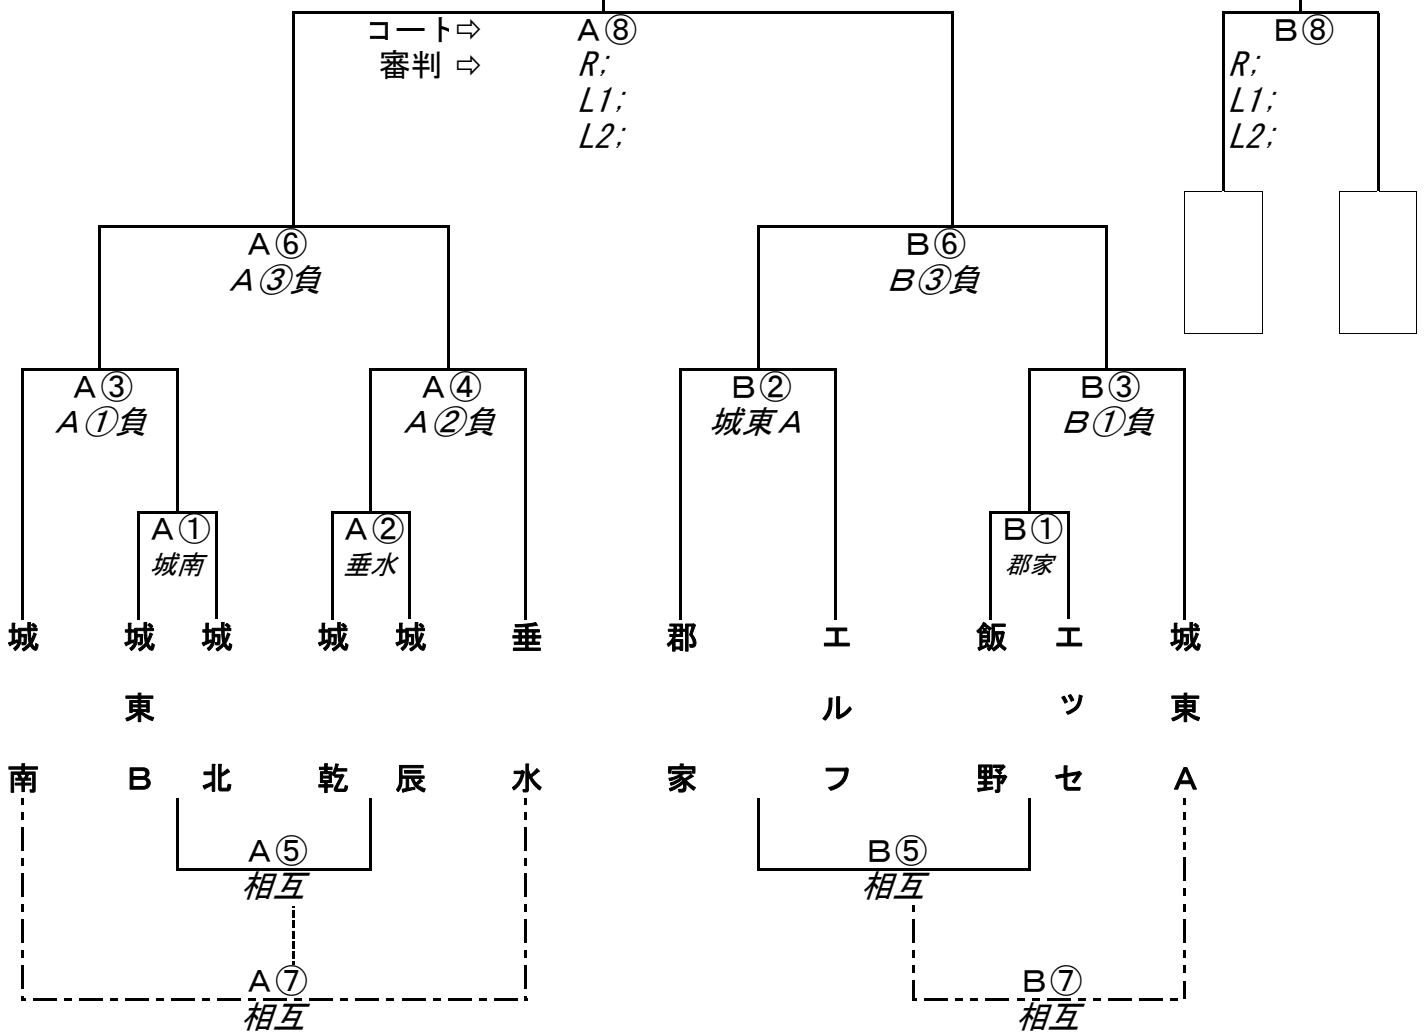 コート⇨ A⑧
審判 ⇨ R;
L1;
L2;
B⑧
R;
L1;
L2;
A⑥
A③負
B⑥
B③負
A③
A①負
A④
A②負
B②
城東A
B③
B①負
A①
城南
A②
垂水
B①
郡家
城南
城東B
城北
城乾
城辰
垂水
郡家
エルフ
飯野
エッセ
城東A
A⑤
相互
B⑤
相互
A⑦
相互
B⑦
相互